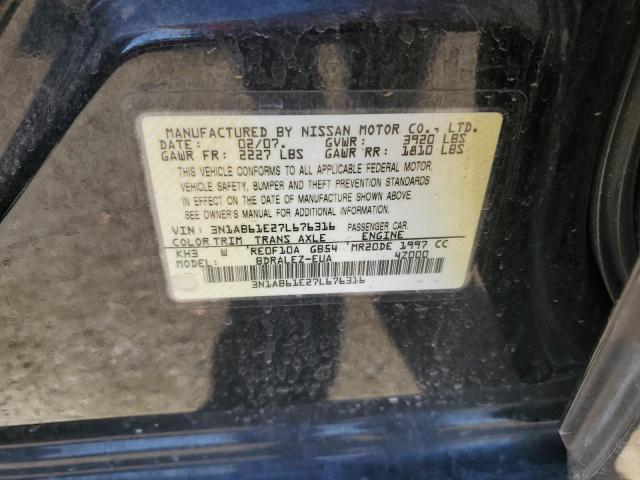 MANUFACTURED BY NISSAN MOTOR CO., LTD.
DATE: 02/07. GVWR: 3920 LBS
GAWR FR: 2227 LBS GAWR RR: 1810 LBS
THIS VEHICLE CONFORMS TO ALL APPLICABLE FEDERAL MOTOR
VEHICLE SAFETY, BUMPER AND THEFT PREVENTION STANDARDS
IN EFFECT ON THE DATE OF MANUFACTURE SHOWN ABOVE.
SEE OWNER'S MANUAL FOR ADDITIONAL INFORMATION.
VIN: 3N1AB61E27L676316 PASSENGER CAR.
COLOR TRIM TRANS AXLE ENGINE
KH3 W RE0F10A GB54 MR20DE 1997 CC
MODEL: BDRALEZ-EUA 4Z000
3N1AB61E27L676316